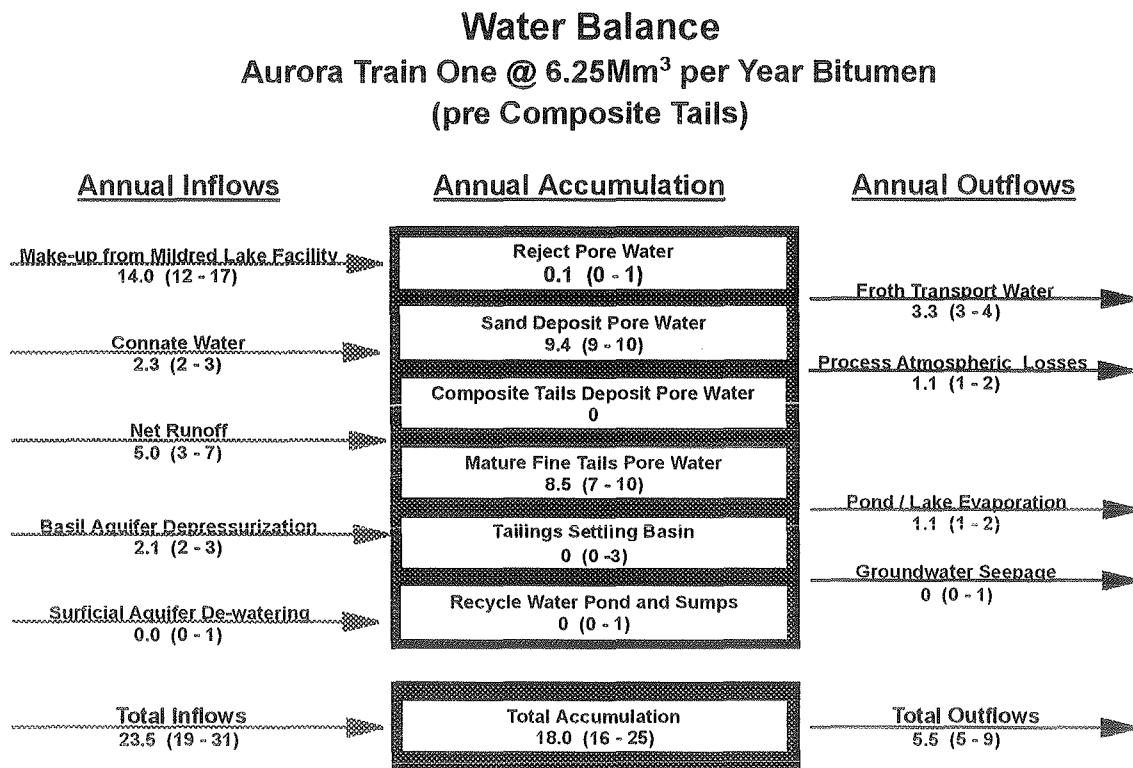 Water Balance
Aurora Train One @ 6.25Mm³ per Year Bitumen
(pre Composite Tails)
Annual Inflows
Make-up from Mildred Lake Facility
14.0 (12 - 17)
Connate Water
2.3 (2 - 3)
Net Runoff
5.0 (3 - 7)
Basil Aquifer Depressurization
2.1 (2 - 3)
Surficial Aquifer De-watering
0.0 (0 - 1)
Total Inflows
23.5 (19 - 31)
Annual Accumulation
Reject Pore Water
0.1 (0 - 1)
Sand Deposit Pore Water
9.4 (9 - 10)
Composite Tails Deposit Pore Water
0
Mature Fine Tails Pore Water
8.5 (7 - 10)
Tailings Settling Basin
0 (0 -3)
Recycle Water Pond and Sumps
0 (0 - 1)
Total Accumulation
18.0 (16 - 25)
Annual Outflows
Froth Transport Water
3.3 (3 - 4)
Process Atmospheric Losses
1.1 (1 - 2)
Pond / Lake Evaporation
1.1 (1 - 2)
Groundwater Seepage
0 (0 - 1)
Total Outflows
5.5 (5 - 9)